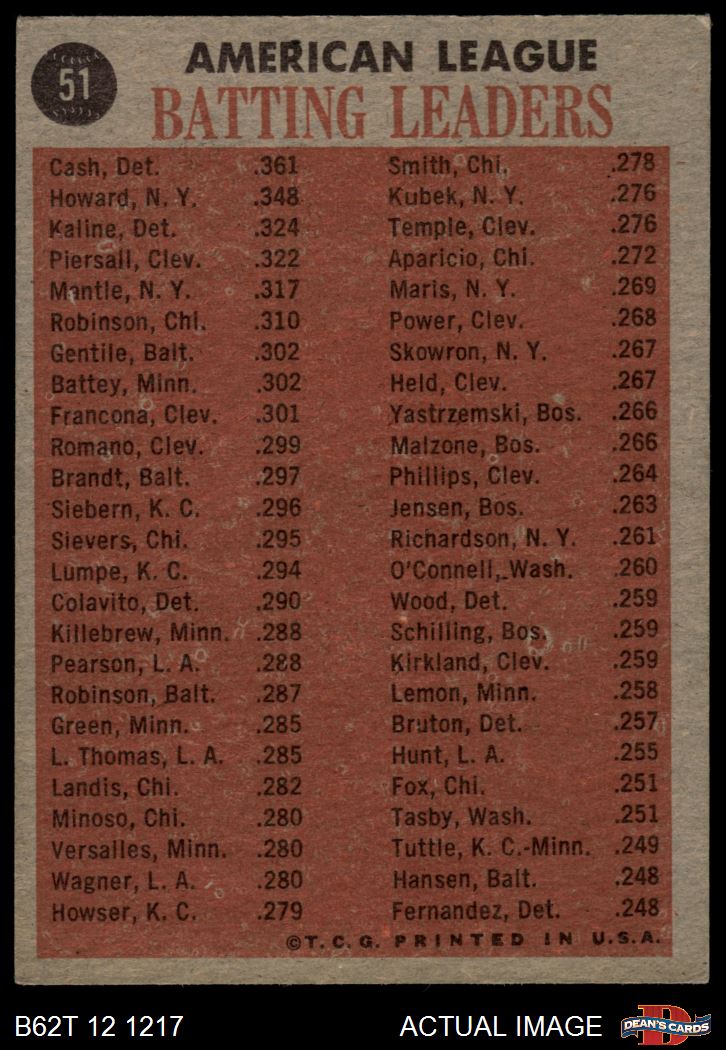 51
AMERICAN LEAGUE
BATTING LEADERS
Cash, Det. .361
Howard, N. Y. .348
Kaline, Det. .324
Piersall, Clev. .322
Mantle, N. Y. .317
Robinson, Chi. .310
Gentile, Balt. .302
Battey, Minn. .302
Francona, Clev. .301
Romano, Clev. .299
Brandt, Balt. .297
Siebern, K. C. .296
Sievers, Chi. .295
Lumpe, K. C. .294
Colavito, Det. .290
Killebrew, Minn. .288
Pearson, L. A. .288
Robinson, Balt. .287
Green, Minn. .285
L. Thomas, L. A. .285
Landis, Chi. .282
Minoso, Chi. .280
Versalles, Minn. .280
Wagner, L. A. .280
Howser, K. C. .279
Smith, Chi. .278
Kubek, N. Y. .276
Temple, Clev. .276
Aparicio, Chi. .272
Maris, N. Y. .269
Power, Clev. .268
Skowron, N. Y. .267
Held, Clev. .267
Yastrzemski, Bos. .266
Malzone, Bos. .266
Phillips, Clev. .264
Jensen, Bos. .263
Richardson, N. Y. .261
O'Connell, Wash. .260
Wood, Det. .259
Schilling, Bos. .259
Kirkland, Clev. .259
Lemon, Minn. .258
Bruton, Det. .257
Hunt, L. A. .255
Fox, Chi. .251
Tasby, Wash. .251
Tuttle, K. C.-Minn. .249
Hansen, Balt. .248
Fernandez, Det. .248
©T. C. G. PRINTED IN U.S.A.
B62T 12 1217 ACTUAL IMAGE
D
DEAN'S CARDS